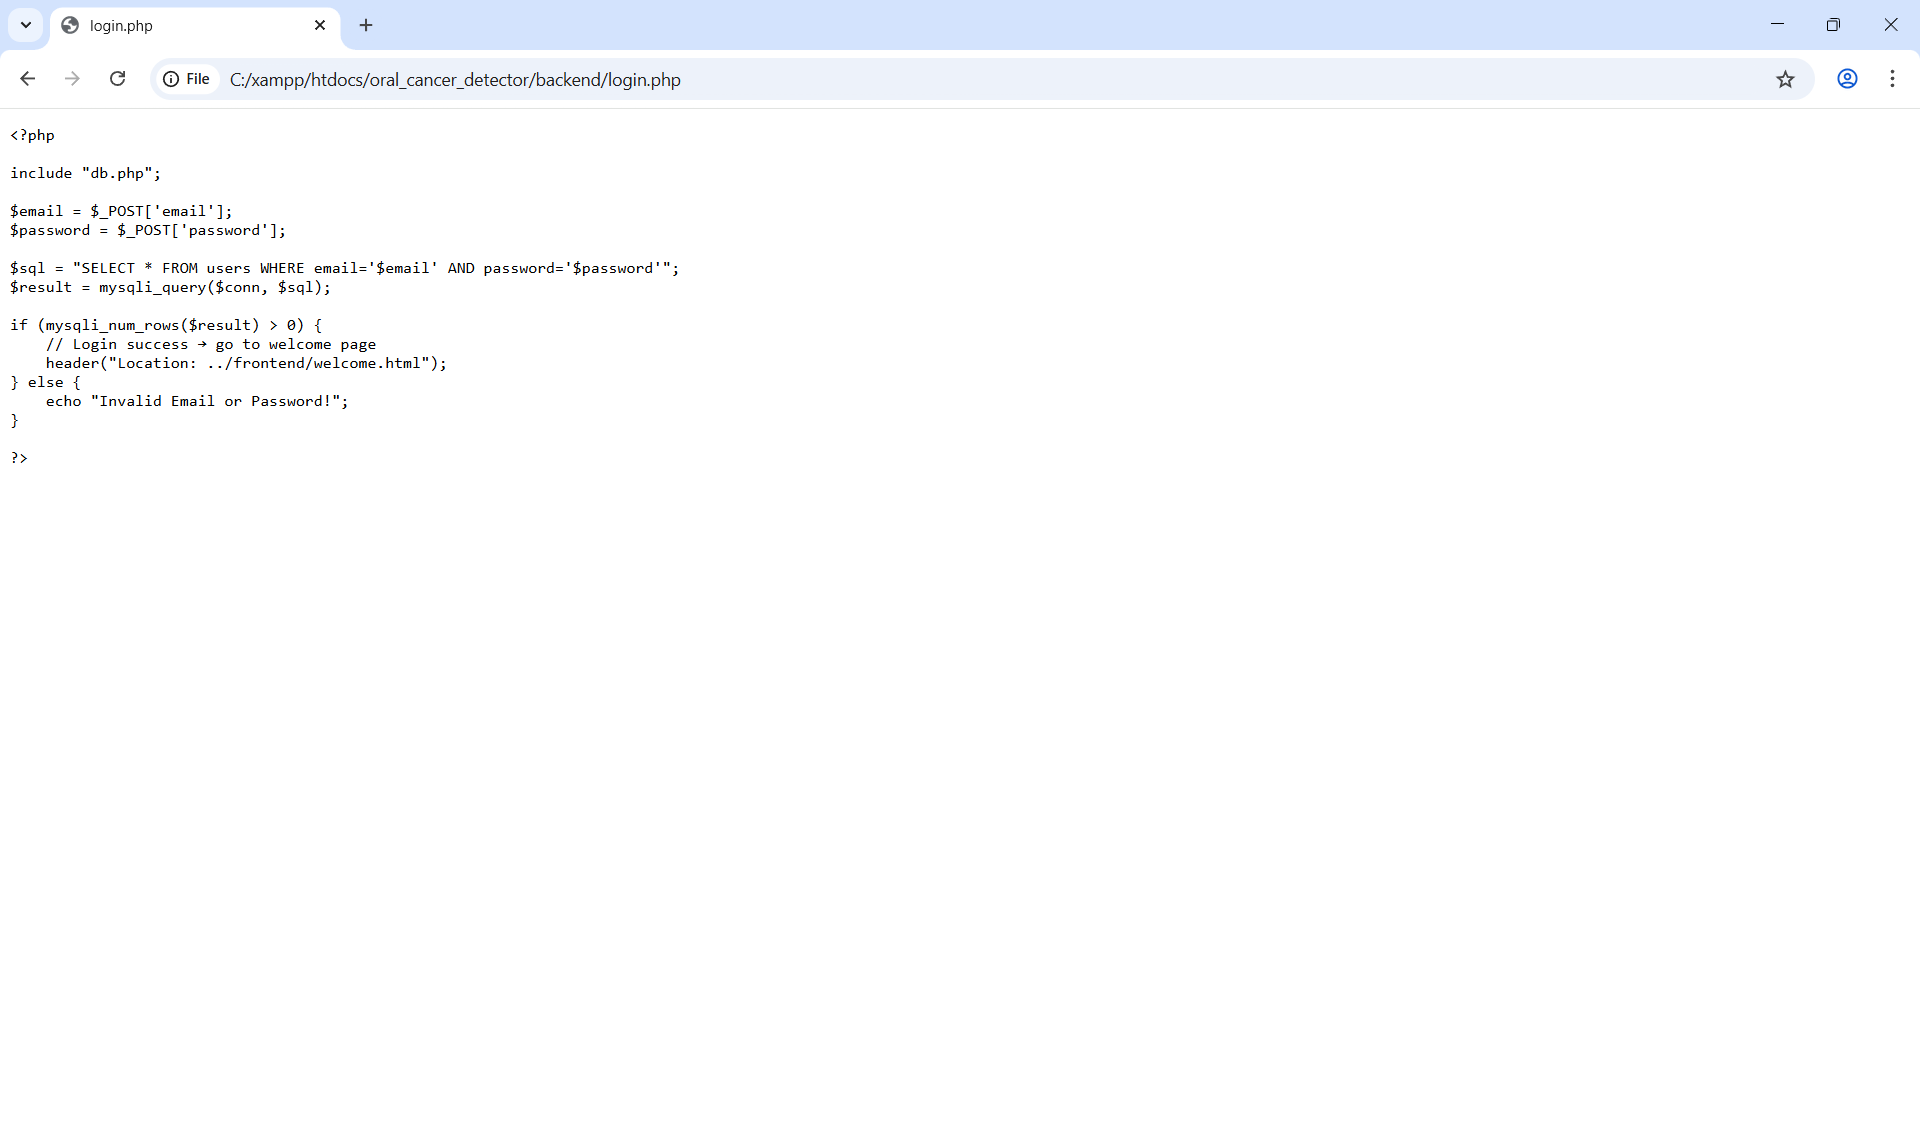 login.php
File
C:/xampp/htdocs/oral_cancer_detector/backend/login.php
<?php
include "db.php";
$email = $_POST['email'];
$password = $_POST['password'];
$sql = "SELECT * FROM users WHERE email='$email' AND password='$password'";
$result = mysqli_query($conn, $sql);
if (mysqli_num_rows($result) > 0) {
    // Login success → go to welcome page
    header("Location: ../frontend/welcome.html");
} else {
    echo "Invalid Email or Password!";
}
?>